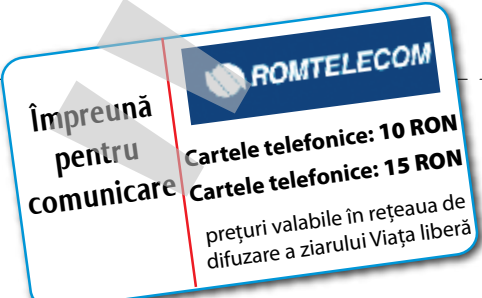 Împreună
pentru
comunicare
ROMTELECOM
Cartele telefonice: 10 RON
Cartele telefonice: 15 RON
prețuri valabile în rețeaua de
difuzare a ziarului Viața liberă